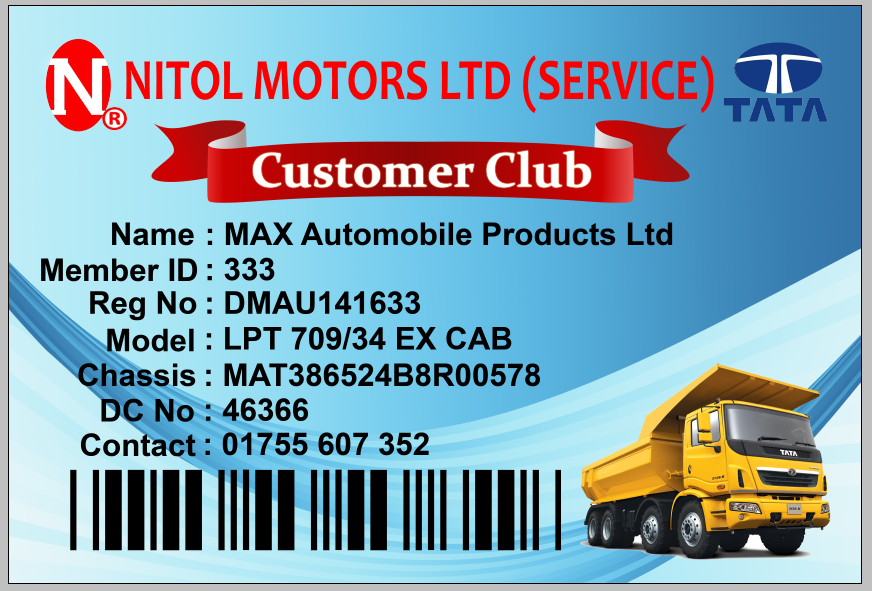 N ®
NITOL MOTORS LTD (SERVICE)
TATA
Customer Club
Name : MAX Automobile Products Ltd
Member ID : 333
Reg No : DMAU141633
Model : LPT 709/34 EX CAB
Chassis : MAT386524B8R00578
DC No : 46366
Contact : 01755 607 352
TATA